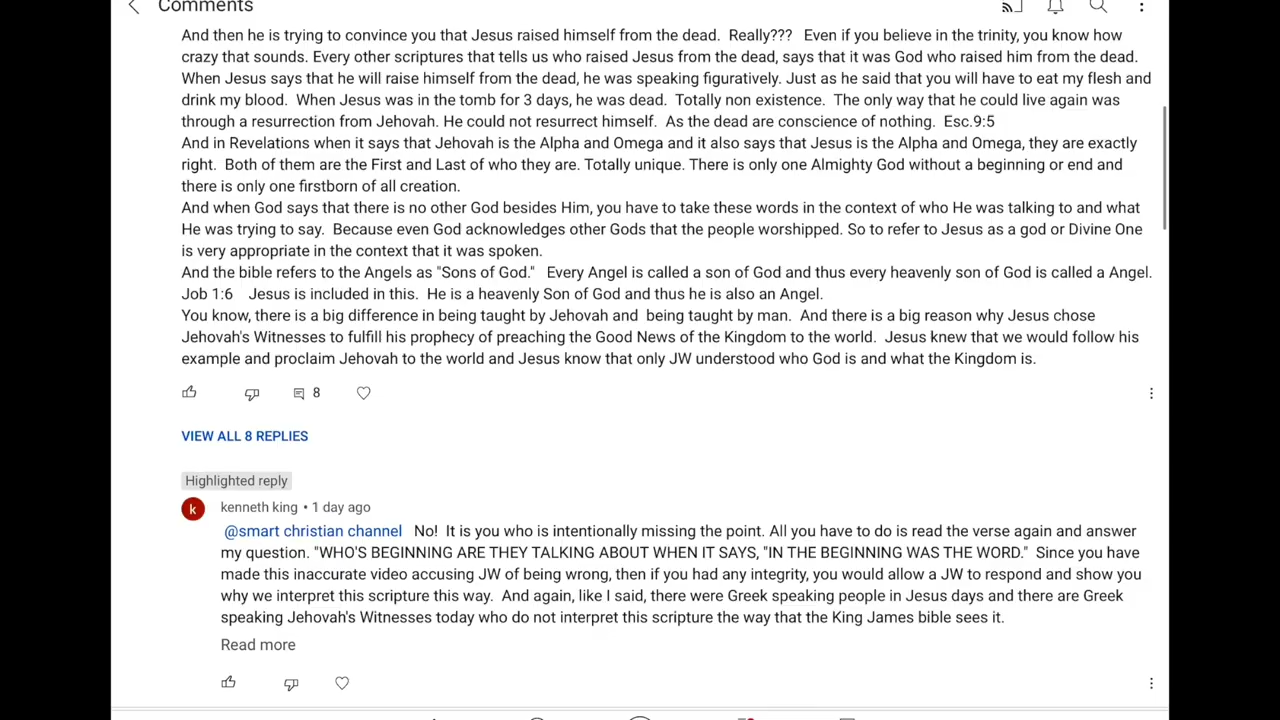 Comments
And then he is trying to convince you that Jesus raised himself from the dead.  Really???   Even if you believe in the trinity, you know how
crazy that sounds. Every other scriptures that tells us who raised Jesus from the dead, says that it was God who raised him from the dead.
When Jesus says that he will raise himself from the dead, he was speaking figuratively. Just as he said that you will have to eat my flesh and
drink my blood.  When Jesus was in the tomb for 3 days, he was dead.  Totally non existence.  The only way that he could live again was
through a resurrection from Jehovah. He could not resurrect himself.  As the dead are conscience of nothing.  Esc.9:5
And in Revelations when it says that Jehovah is the Alpha and Omega and it also says that Jesus is the Alpha and Omega, they are exactly
right.  Both of them are the First and Last of who they are. Totally unique. There is only one Almighty God without a beginning or end and
there is only one firstborn of all creation.
And when God says that there is no other God besides Him, you have to take these words in the context of who He was talking to and what
He was trying to say.  Because even God acknowledges other Gods that the people worshipped. So to refer to Jesus as a god or Divine One
is very appropriate in the context that it was spoken.
And the bible refers to the Angels as "Sons of God."   Every Angel is called a son of God and thus every heavenly son of God is called a Angel.
Job 1:6    Jesus is included in this.  He is a heavenly Son of God and thus he is also an Angel.
You know, there is a big difference in being taught by Jehovah and  being taught by man.  And there is a big reason why Jesus chose
Jehovah's Witnesses to fulfill his prophecy of preaching the Good News of the Kingdom to the world.  Jesus knew that we would follow his
example and proclaim Jehovah to the world and Jesus know that only JW understood who God is and what the Kingdom is.
8
VIEW ALL 8 REPLIES
Highlighted reply
k
kenneth king • 1 day ago
@smart christian channel   No!  It is you who is intentionally missing the point. All you have to do is read the verse again and answer
my question. "WHO'S BEGINNING ARE THEY TALKING ABOUT WHEN IT SAYS, "IN THE BEGINNING WAS THE WORD."  Since you have
made this inaccurate video accusing JW of being wrong, then if you had any integrity, you would allow a JW to respond and show you
why we interpret this scripture this way.  And again, like I said, there were Greek speaking people in Jesus days and there are Greek
speaking Jehovah's Witnesses today who do not interpret this scripture the way that the King James bible sees it.
Read more